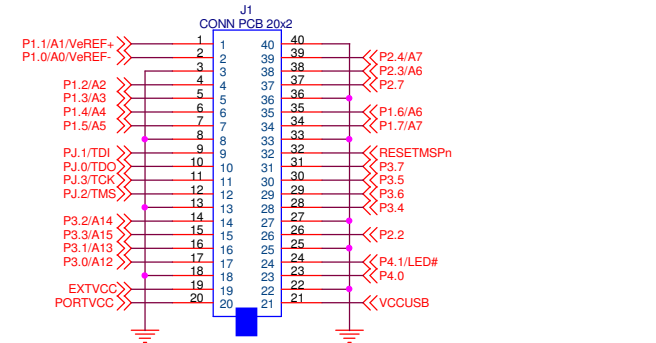 J1
CONN PCB 20x2
P1.1/A1/VeREF+ 1 1 40 40
P1.0/A0/VeREF- 2 2 39 39 P2.4/A7
3 3 38 38 P2.3/A6
P1.2/A2 4 4 37 37 P2.7
P1.3/A3 5 5 36 36
P1.4/A4 6 6 35 35 P1.6/A6
P1.5/A5 7 7 34 34 P1.7/A7
8 8 33 33
PJ.1/TDI 9 9 32 32 RESETMSPn
PJ.0/TDO 10 10 31 31 P3.7
PJ.3/TCK 11 11 30 30 P3.5
PJ.2/TMS 12 12 29 29 P3.6
13 13 28 28 P3.4
P3.2/A14 14 14 27 27
P3.3/A15 15 15 26 26 P2.2
P3.1/A13 16 16 25 25
P3.0/A12 17 17 24 24 P4.1/LED#
18 18 23 23 P4.0
EXTVCC 19 19 22 22
PORTVCC 20 20 21 21 VCCUSB